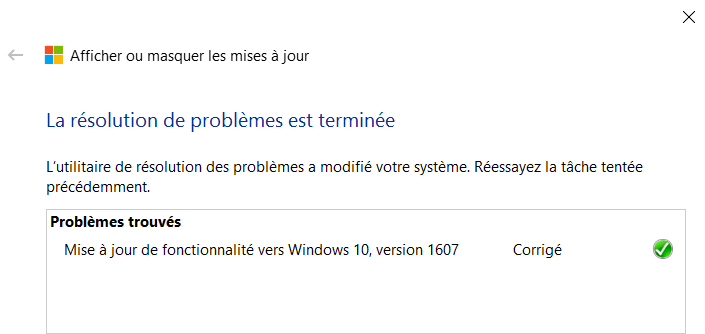 Afficher ou masquer les mises à jour
La résolution de problèmes est terminée
L'utilitaire de résolution des problèmes a modifié votre système. Réessayez la tâche tentée
précédemment.
Problèmes trouvés
Mise à jour de fonctionnalité vers Windows 10, version 1607 Corrigé